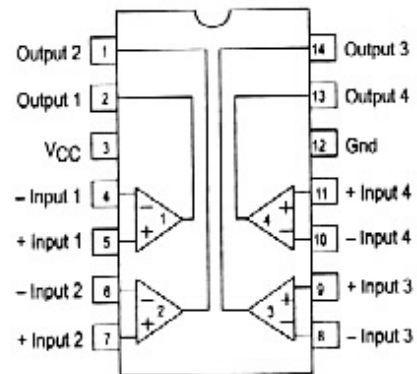 Output 2 1 14 Output 3
Output 1 2 13 Output 4
VCC 3 12 Gnd
– Input 1 4 – 11 + Input 4
1 + 4
+ Input 1 5 + – 10 – Input 4
– Input 2 6 – 9 + Input 3
2 + 3
+ Input 2 7 + – 8 – Input 3